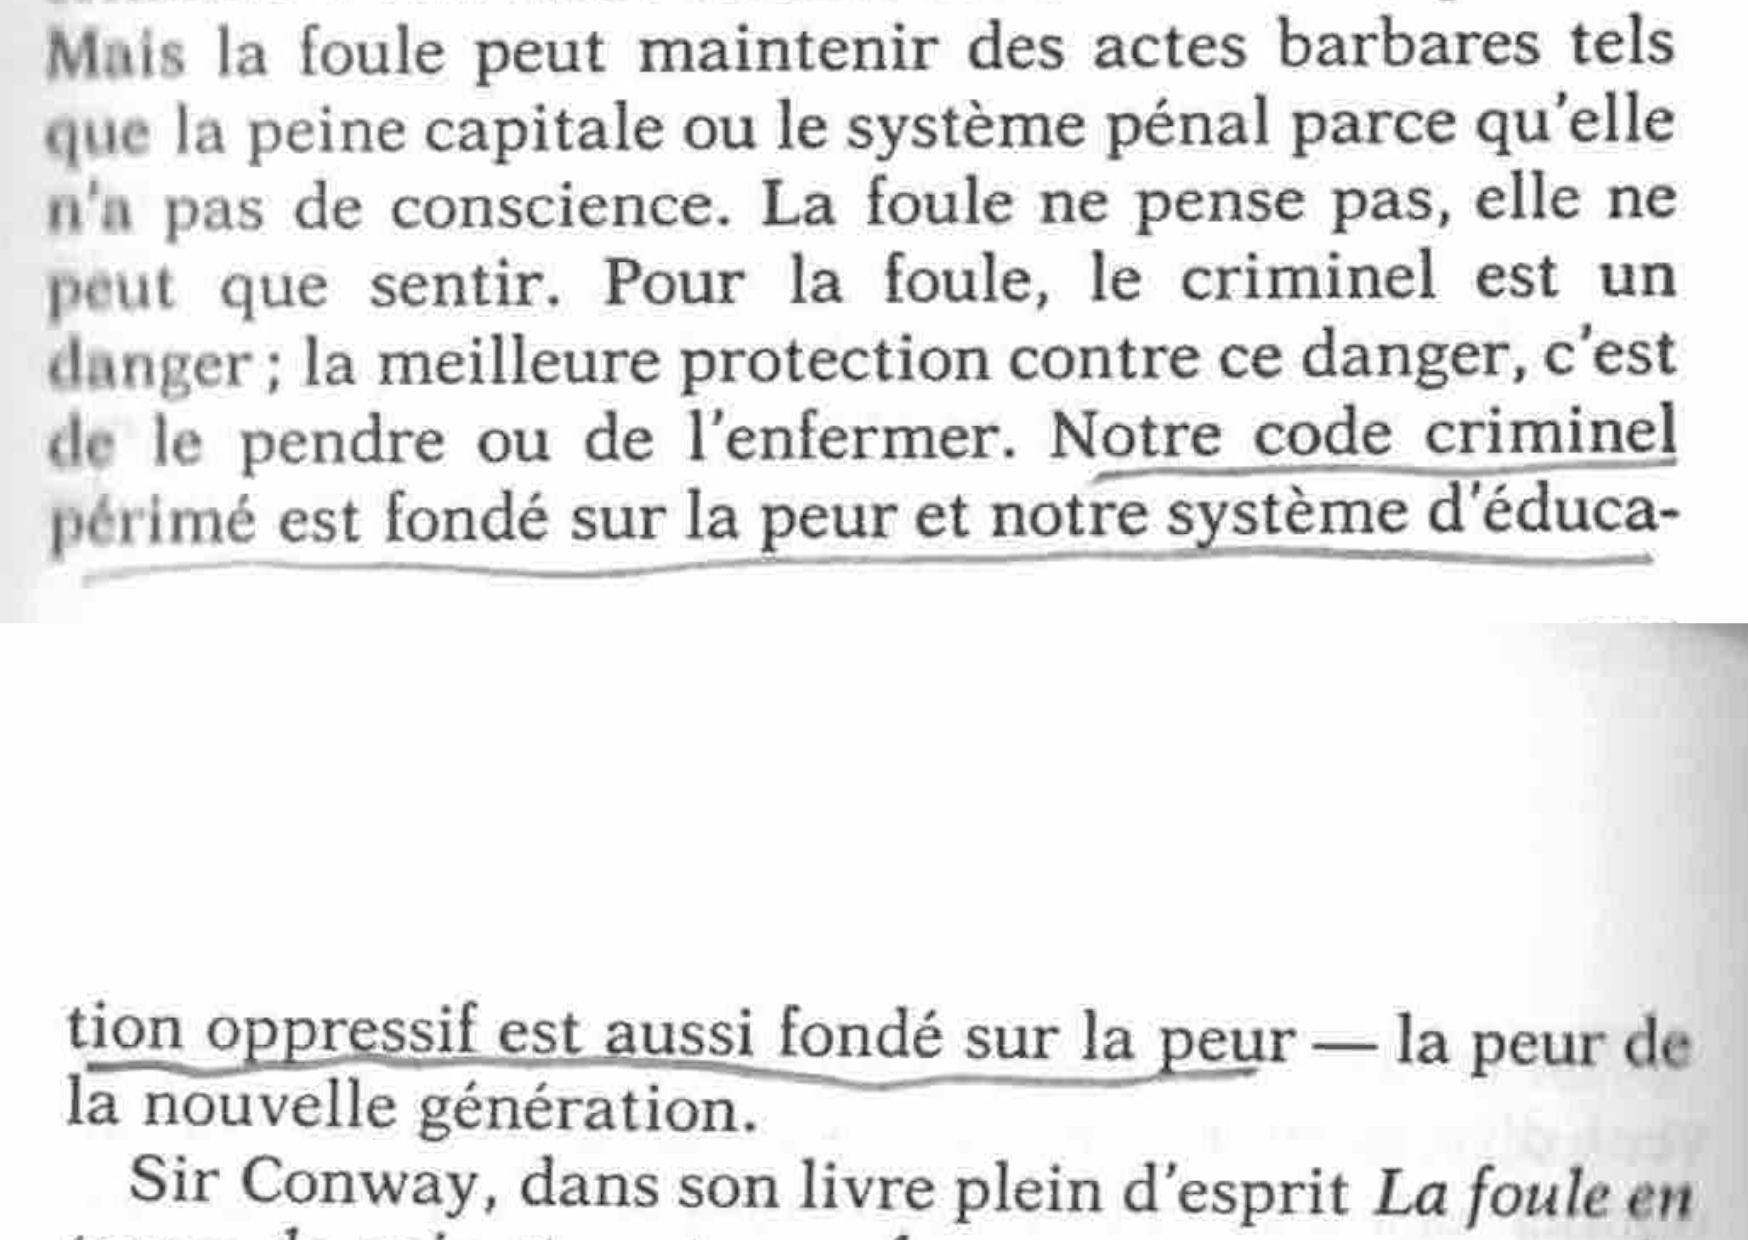 Mais la foule peut maintenir des actes barbares tels
que la peine capitale ou le système pénal parce qu'elle
n'a pas de conscience. La foule ne pense pas, elle ne
peut que sentir. Pour la foule, le criminel est un
danger ; la meilleure protection contre ce danger, c'est
de le pendre ou de l'enfermer. Notre code criminel
périmé est fondé sur la peur et notre système d'éduca-
tion oppressif est aussi fondé sur la peur — la peur de
la nouvelle génération.
Sir Conway, dans son livre plein d'esprit La foule en